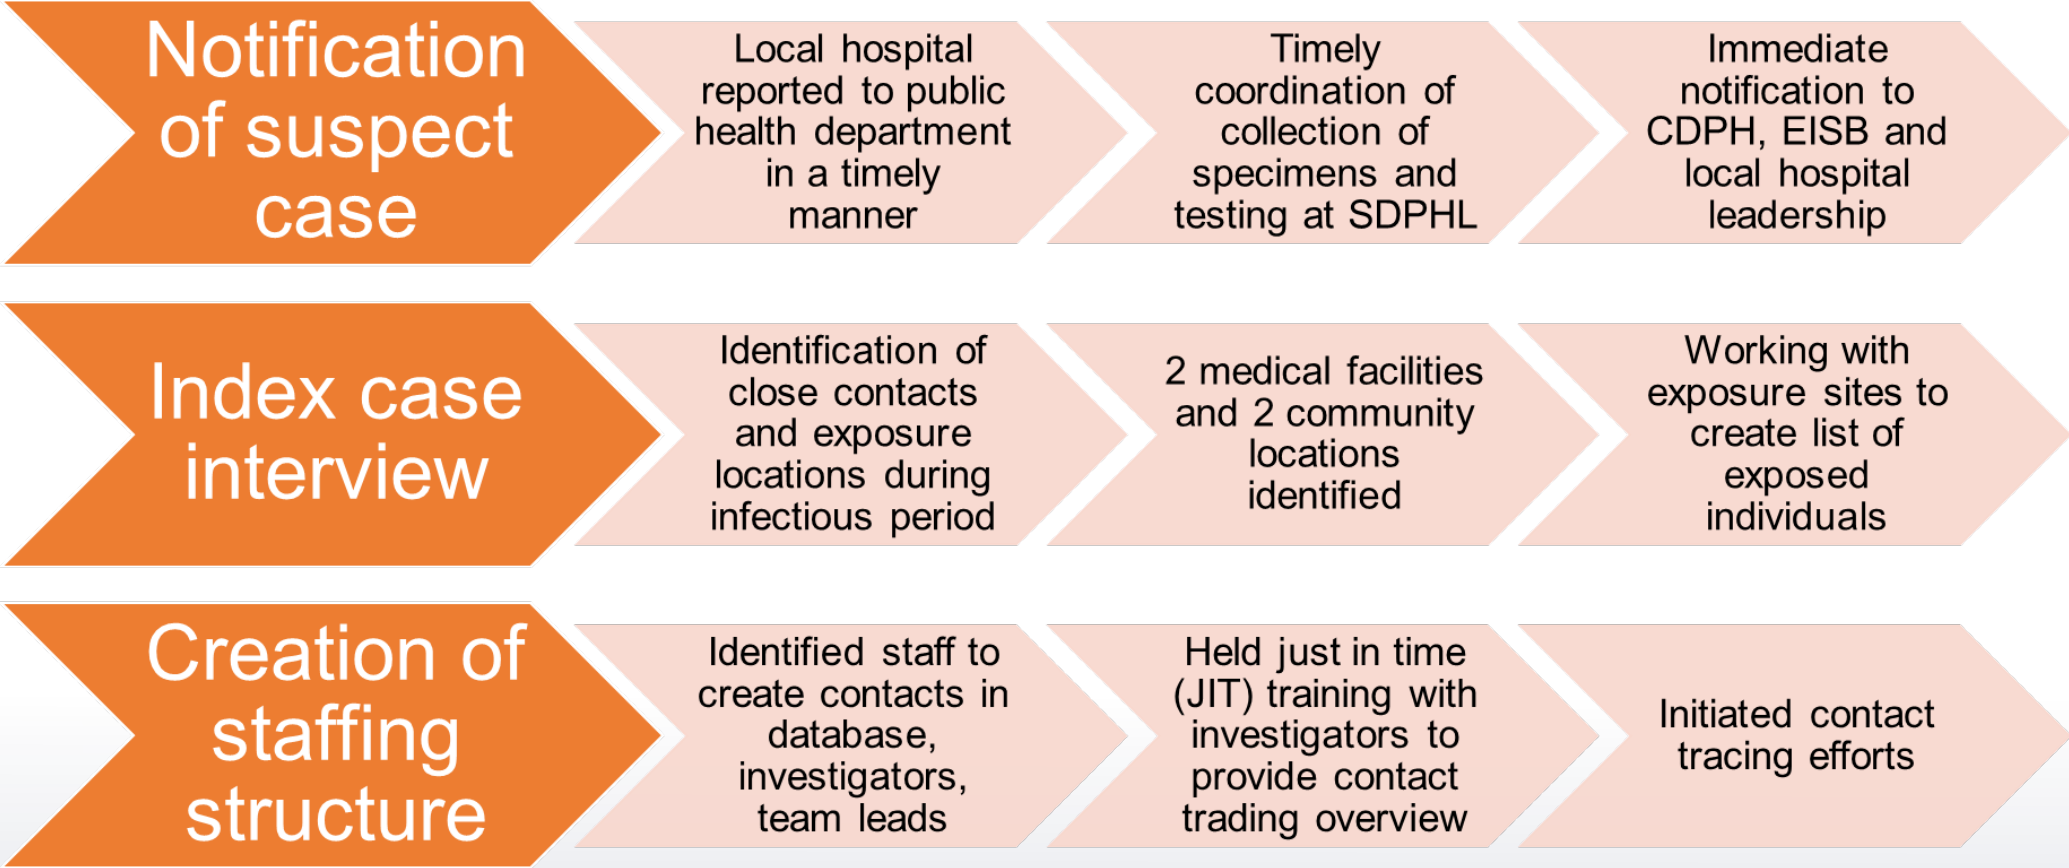 Notification
of suspect
case
Local hospital
reported to public
health department
in a timely
manner
Timely
coordination of
collection of
specimens and
testing at SDPHL
Immediate
notification to
CDPH, EISB and
local hospital
leadership
Index case
interview
Identification of
close contacts
and exposure
locations during
infectious period
2 medical facilities
and 2 community
locations
identified
Working with
exposure sites to
create list of
exposed
individuals
Creation of
staffing
structure
Identified staff to
create contacts in
database,
investigators,
team leads
Held just in time
(JIT) training with
investigators to
provide contact
trading overview
Initiated contact
tracing efforts